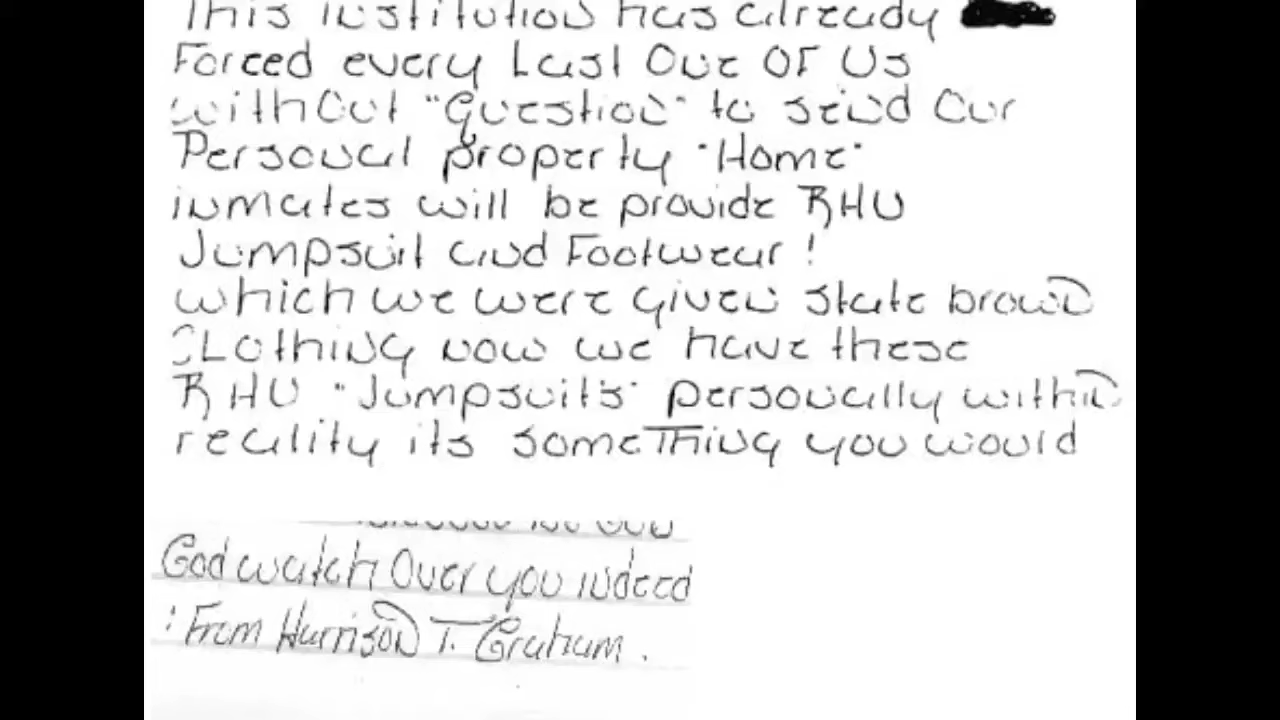 This institution has already
Forced every Last One OF Us
without "Question" to send Our
Personal property "Home"
inmates will be provide RHU
Jumpsuit and Footwear!
which we were given state brown
CLothing now we have these
RHU "Jumpsuits" personally within
reality its someThing you would
God watch Over you indeed
: From Harrison T. Graham.